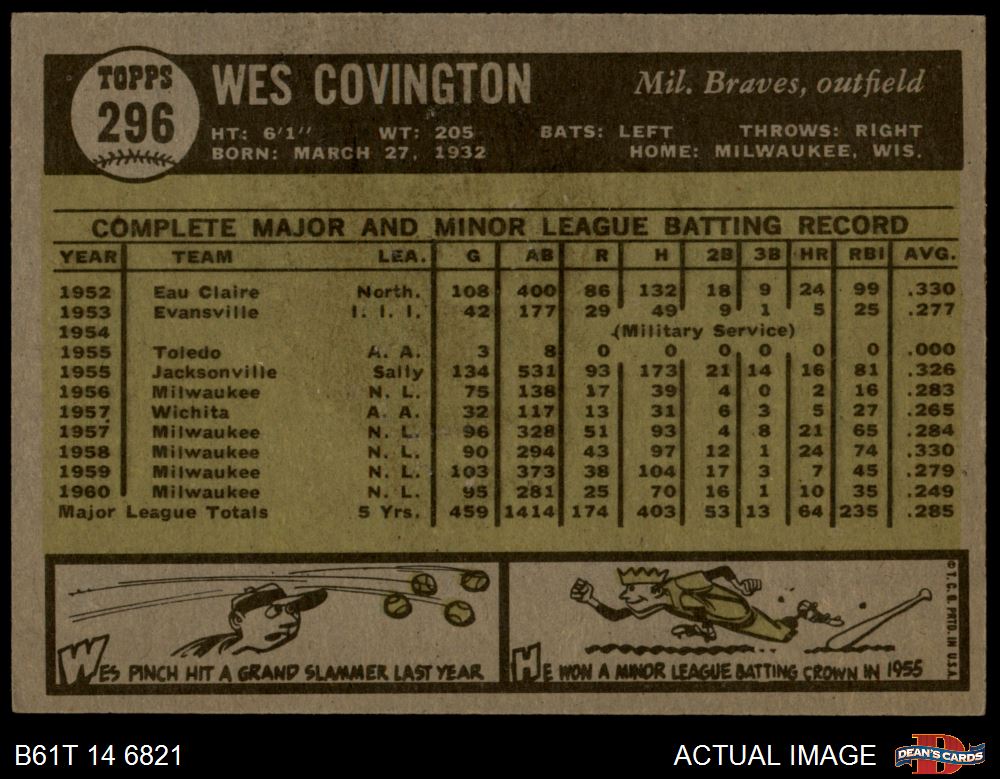 TOPPS
296
WES COVINGTON
Mil. Braves, outfield
HT: 6'1" WT: 205 BATS: LEFT THROWS: RIGHT
BORN: MARCH 27, 1932 HOME: MILWAUKEE, WIS.
COMPLETE MAJOR AND MINOR LEAGUE BATTING RECORD
YEAR TEAM LEA. G AB R H 2B 3B HR RBI AVG.
1952 Eau Claire North. 108 400 86 132 18 9 24 99 .330
1953 Evansville I. I. I. 42 177 29 49 9 1 5 25 .277
1954 (Military Service)
1955 Toledo A. A. 3 8 0 0 0 0 0 0 .000
1955 Jacksonville Sally 134 531 93 173 21 14 16 81 .326
1956 Milwaukee N. L. 75 138 17 39 4 0 2 16 .283
1957 Wichita A. A. 32 117 13 31 6 3 5 27 .265
1957 Milwaukee N. L. 96 328 51 93 4 8 21 65 .284
1958 Milwaukee N. L. 90 294 43 97 12 1 24 74 .330
1959 Milwaukee N. L. 103 373 38 104 17 3 7 45 .279
1960 Milwaukee N. L. 95 281 25 70 16 1 10 35 .249
Major League Totals 5 Yrs. 459 1414 174 403 53 13 64 235 .285
WES PINCH HIT A GRAND SLAMMER LAST YEAR
HE WON A MINOR LEAGUE BATTING CROWN IN 1955
© T. C. G. PRTD. IN U.S.A.
B61T 14 6821
ACTUAL IMAGE
DEAN'S CARDS